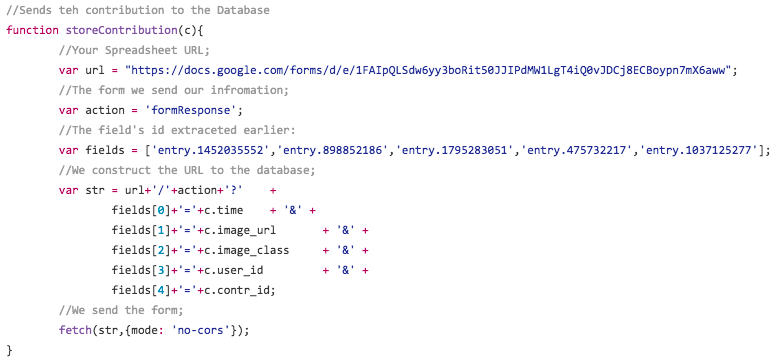 //Sends teh contribution to the Database
function storeContribution(c){
//Your Spreadsheet URL;
var url = "https://docs.google.com/forms/d/e/1FAIpQLSdw6yy3boRit50JJIPdMW1LgT4iQ0vJDCj8ECBoypn7mX6aww";
//The form we send our infromation;
var action = 'formResponse';
//The field's id extraceted earlier:
var fields = ['entry.1452035552','entry.898852186','entry.1795283051','entry.475732217','entry.1037125277'];
//We construct the URL to the database;
var str = url+'/'+action+'?' +
fields[0]+'='+c.time + '&' +
fields[1]+'='+c.image_url + '&' +
fields[2]+'='+c.image_class + '&' +
fields[3]+'='+c.user_id + '&' +
fields[4]+'='+c.contr_id;
//We send the form;
fetch(str,{mode: 'no-cors'});
}